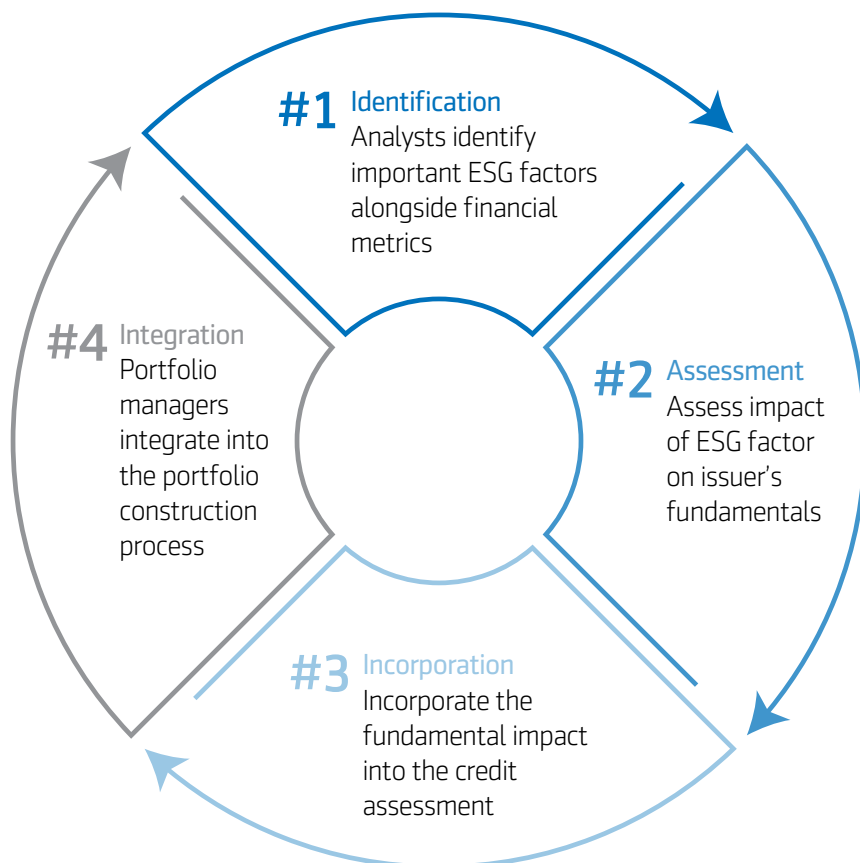 #1 Identification
Analysts identify
important ESG factors
alongside financial
metrics
#2 Assessment
Assess impact
of ESG factor
on issuer’s
fundamentals
#3 Incorporation
Incorporate the
fundamental impact
into the credit
assessment
#4 Integration
Portfolio
managers
integrate into
the portfolio
construction
process